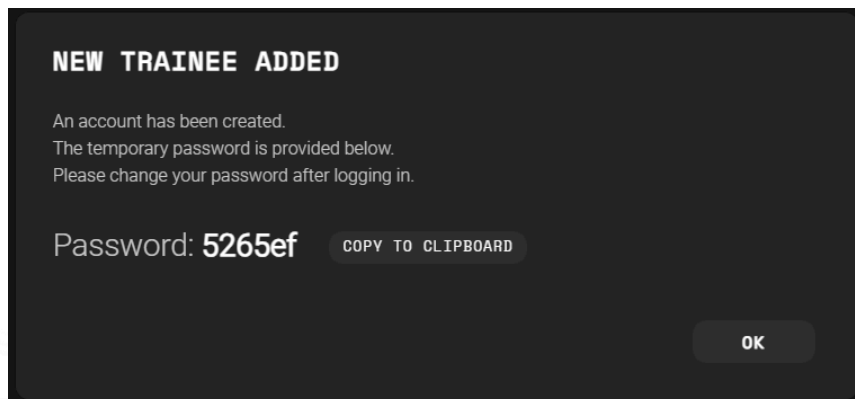 NEW TRAINEE ADDED
An account has been created.
The temporary password is provided below.
Please change your password after logging in.
Password: 5265ef COPY TO CLIPBOARD
OK